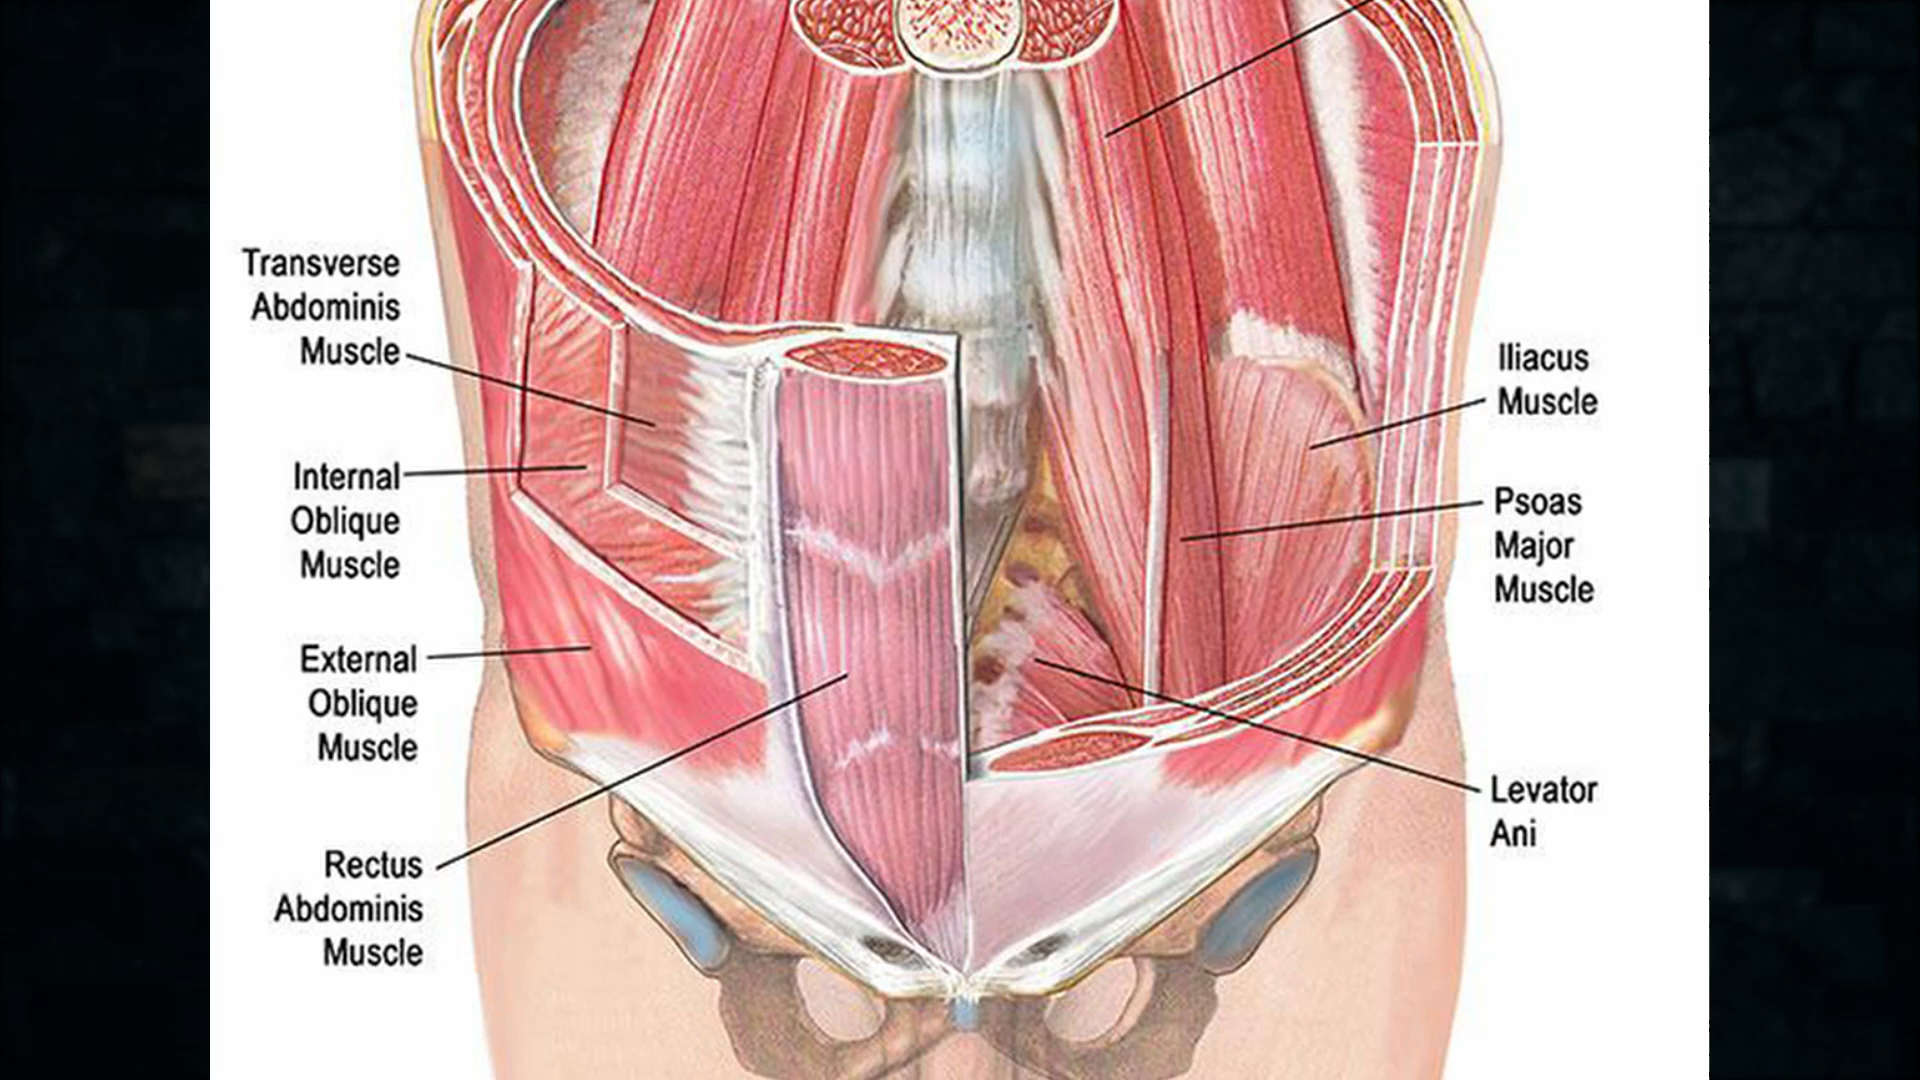 Transverse
Abdominis
Muscle
Internal
Oblique
Muscle
External
Oblique
Muscle
Rectus
Abdominis
Muscle
Iliacus
Muscle
Psoas
Major
Muscle
Levator
Ani